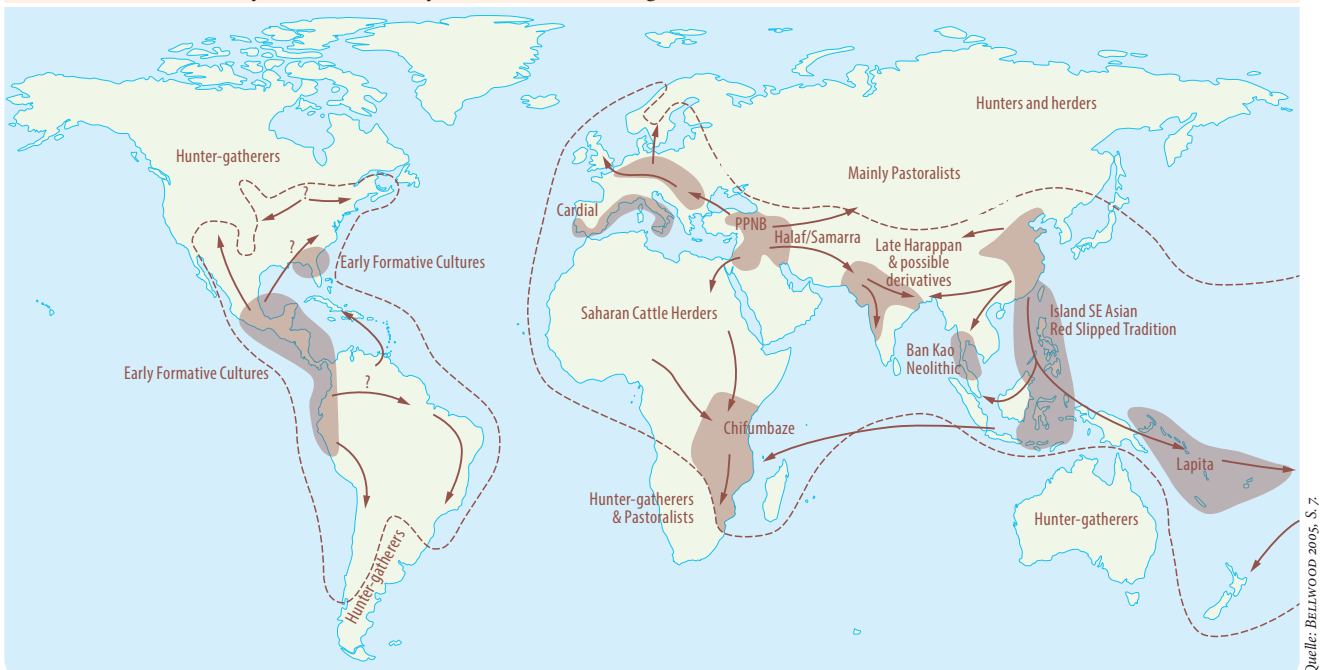 Hunters and herders
Hunter-gatherers
Mainly Pastoralists
Cardial
PPNB
Halaf/Samarra
Late Harappan
& possible
derivatives
?
Early Formative Cultures
Saharan Cattle Herders
Island SE Asian
Red Slipped Tradition
Ban Kao
Neolithic
Early Formative Cultures
?
Chifumbaze
Lapita
Hunter-gatherers
& Pastoralists
Hunter-gatherers
Hunter-gatherers
Quelle: BELLWOOD 2005, S. 7.